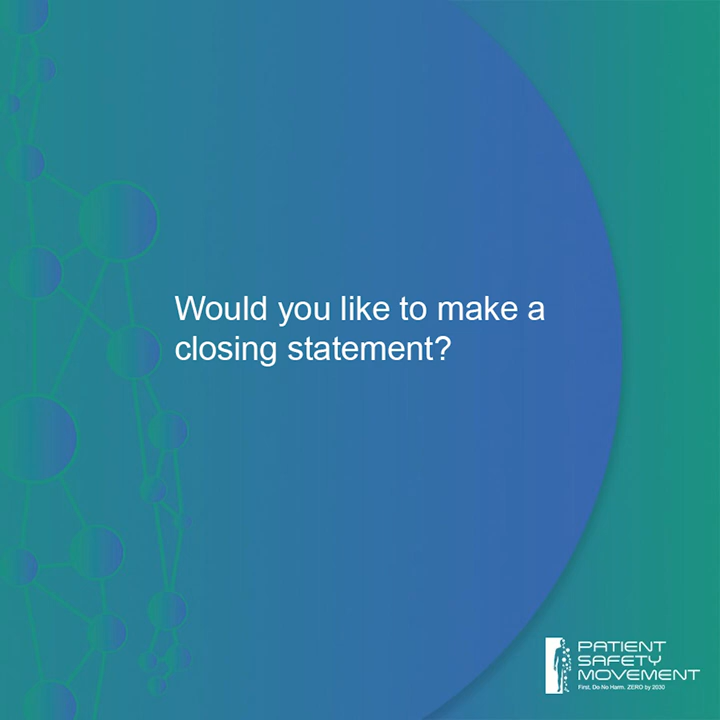 Would you like to make a
closing statement?
PATIENT
SAFETY
MOVEMENT
First, Do No Harm. ZERO by 2030